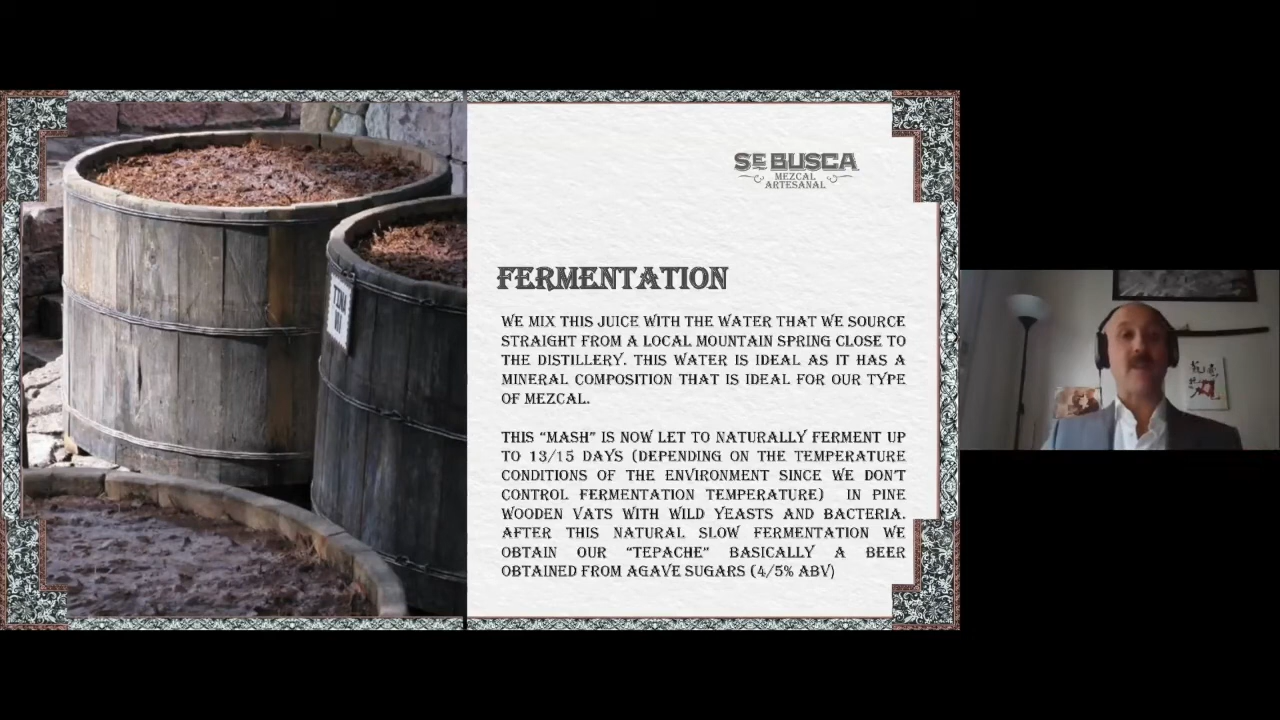 SE BUSCA
MEZCAL
ARTESANAL
FERMENTATION
WE MIX THIS JUICE WITH THE WATER THAT WE SOURCE
STRAIGHT FROM A LOCAL MOUNTAIN SPRING CLOSE TO
THE DISTILLERY. THIS WATER IS IDEAL AS IT HAS A
MINERAL COMPOSITION THAT IS IDEAL FOR OUR TYPE
OF MEZCAL.
THIS “MASH” IS NOW LET TO NATURALLY FERMENT UP
TO 13/15 DAYS (DEPENDING ON THE TEMPERATURE
CONDITIONS OF THE ENVIRONMENT SINCE WE DON'T
CONTROL FERMENTATION TEMPERATURE) IN PINE
WOODEN VATS WITH WILD YEASTS AND BACTERIA.
AFTER THIS NATURAL SLOW FERMENTATION WE
OBTAIN OUR “TEPACHE” BASICALLY A BEER
OBTAINED FROM AGAVE SUGARS (4/5% ABV)